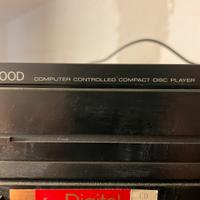 OOD COMPUTER CONTROLLED COMPACT DISC PLAYER
Digital